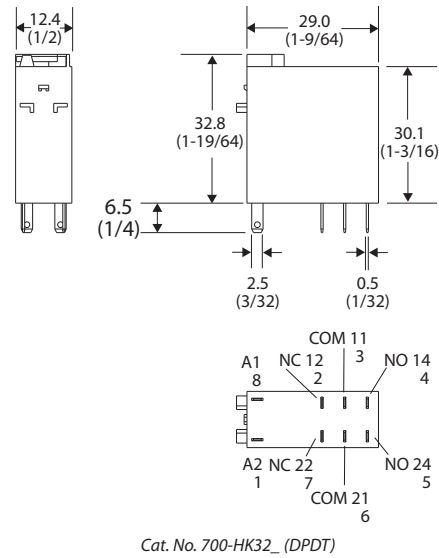 12.4
(1/2)
29.0
(1-9/64)
32.8
(1-19/64)
30.1
(1-3/16)
6.5
(1/4)
2.5
(3/32)
0.5
(1/32)
COM 11
3
A1
8
NC 12
2
NO 14
4
A2
1
NC 22
7
NO 24
5
COM 21
6
Cat. No. 700-HK32_ (DPDT)